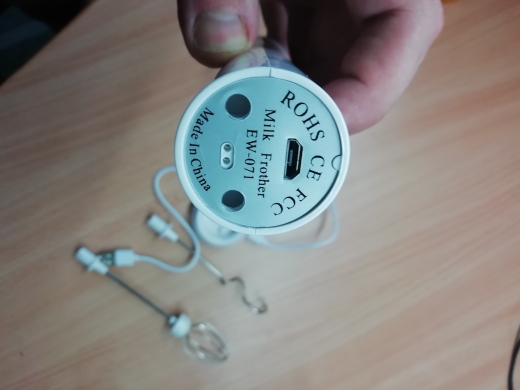 ROHS CE FCC
Milk Frother
EW-071
Made In China